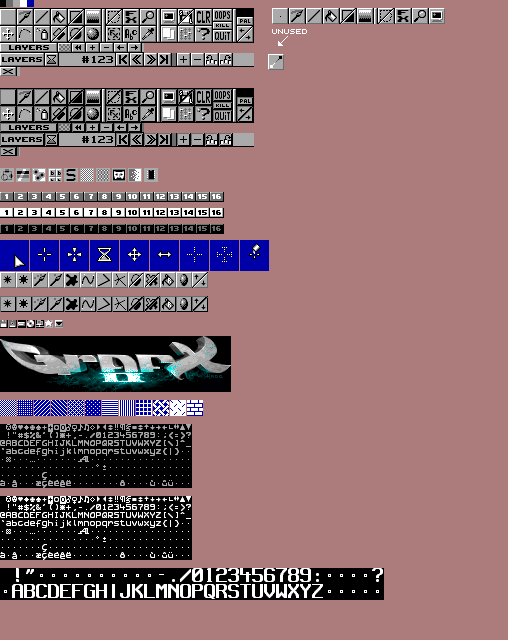 CLR OOPS KILL QUIT PAL
LAYERS
LAYERS #123
UNUSED
CLR OOPS KILL QUIT PAL
LAYERS
LAYERS #123
1 2 3 4 5 6 7 8 9 10 11 12 13 14 15 16
1 2 3 4 5 6 7 8 9 10 11 12 13 14 15 16
1 2 3 4 5 6 7 8 9 10 11 12 13 14 15 16
GrafX
II
!"#$%&'()*+,-./0123456789:;<=>?
@ABCDEFGHIJKLMNOPQRSTUVWXYZ[\]^_
`abcdefghijklmnopqrstuvwxyz{|}
!"#$%&'()*+,-./0123456789:;<=>?
@ABCDEFGHIJKLMNOPQRSTUVWXYZ[\]^_
`abcdefghijklmnopqrstuvwxyz{|}
!" -./0123456789: ?
ABCDEFGHIJKLMNOPQRSTUVWXYZ